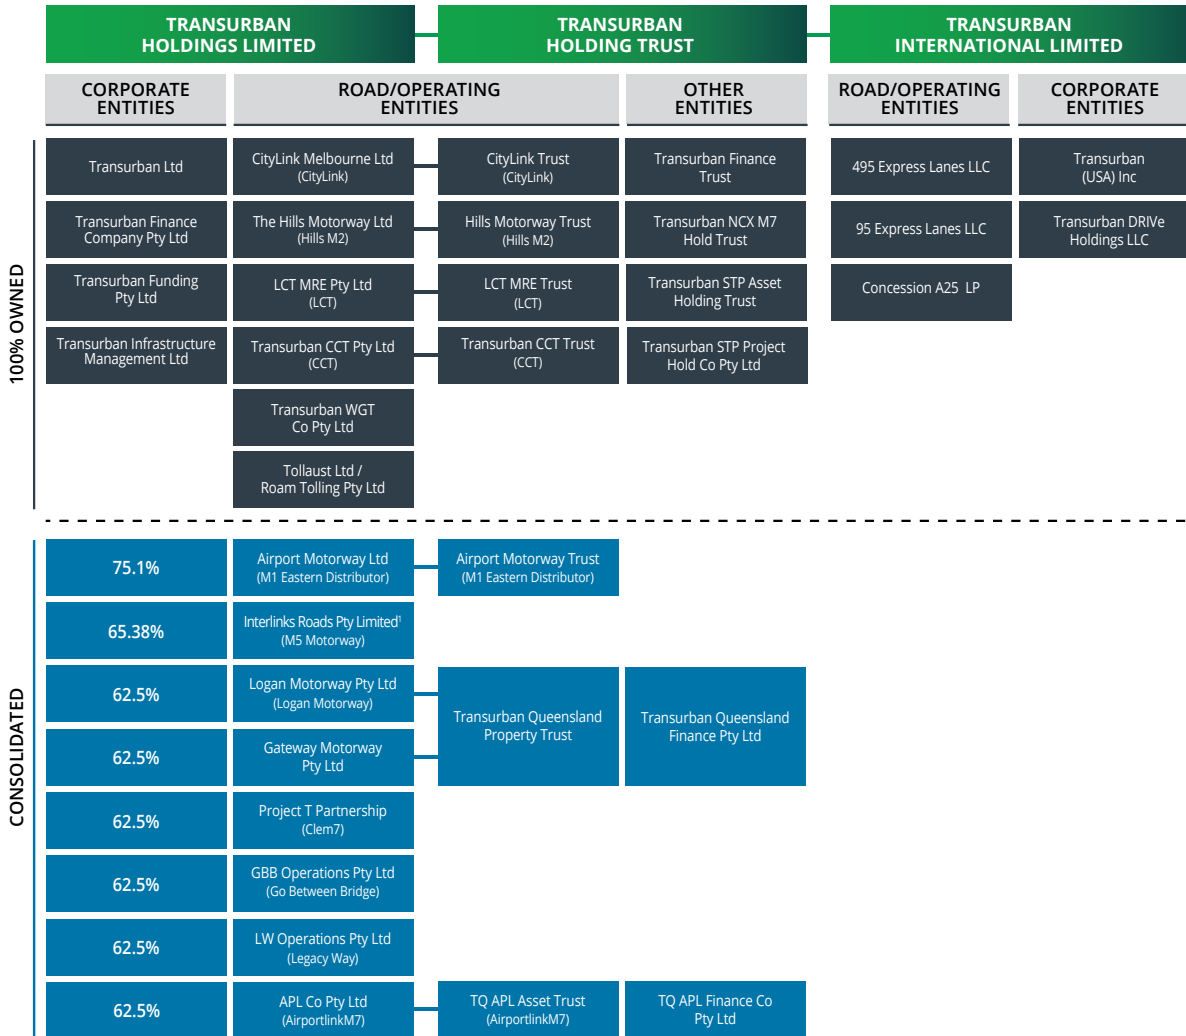 TRANSURBAN
HOLDINGS LIMITED
TRANSURBAN
HOLDING TRUST
TRANSURBAN
INTERNATIONAL LIMITED
CORPORATE
ENTITIES
ROAD/OPERATING
ENTITIES
OTHER
ENTITIES
ROAD/OPERATING
ENTITIES
CORPORATE
ENTITIES
100% OWNED
Transurban Ltd
CityLink Melbourne Ltd
(CityLink)
CityLink Trust
(CityLink)
Transurban Finance
Trust
495 Express Lanes LLC
Transurban
(USA) Inc
Transurban Finance
Company Pty Ltd
The Hills Motorway Ltd
(Hills M2)
Hills Motorway Trust
(Hills M2)
Transurban NCX M7
Hold Trust
95 Express Lanes LLC
Transurban DRIVe
Holdings LLC
Transurban Funding
Pty Ltd
LCT MRE Pty Ltd
(LCT)
LCT MRE Trust
(LCT)
Transurban STP Asset
Holding Trust
Concession A25 LP
Transurban Infrastructure
Management Ltd
Transurban CCT Pty Ltd
(CCT)
Transurban CCT Trust
(CCT)
Transurban STP Project
Hold Co Pty Ltd
Transurban WGT
Co Pty Ltd
Tollaust Ltd /
Roam Tolling Pty Ltd
CONSOLIDATED
75.1%
Airport Motorway Ltd
(M1 Eastern Distributor)
Airport Motorway Trust
(M1 Eastern Distributor)
65.38%
Interlinks Roads Pty Limited¹
(M5 Motorway)
62.5%
Logan Motorway Pty Ltd
(Logan Motorway)
Transurban Queensland
Property Trust
Transurban Queensland
Finance Pty Ltd
62.5%
Gateway Motorway
Pty Ltd
62.5%
Project T Partnership
(Clem7)
62.5%
GBB Operations Pty Ltd
(Go Between Bridge)
62.5%
LW Operations Pty Ltd
(Legacy Way)
62.5%
APL Co Pty Ltd
(AirportlinkM7)
TQ APL Asset Trust
(AirportlinkM7)
TQ APL Finance Co
Pty Ltd